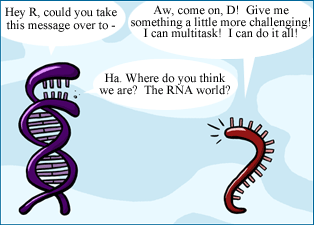 Hey R, could you take
this message over to -
Aw, come on, D!  Give me
something a little more challenging!
I can multitask!  I can do it all!
Ha. Where do you think
we are?  The RNA world?